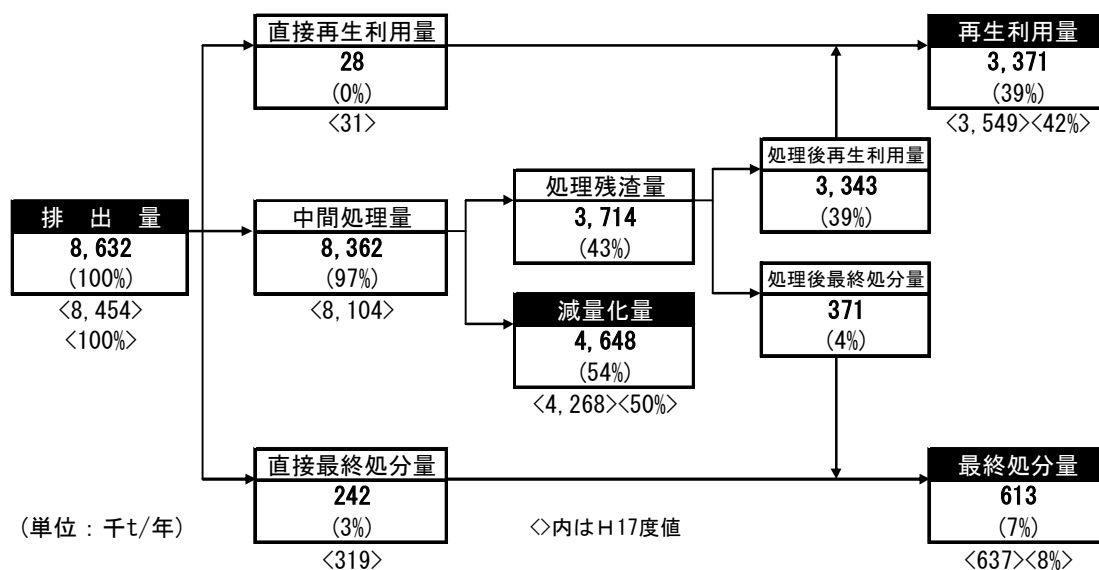 直接再生利用量
28
(0%)
<31>
再生利用量
3,371
(39%)
<3,549><42%>
処理後再生利用量
3,343
(39%)
処理残渣量
3,714
(43%)
排出量
8,632
(100%)
<8,454>
<100%>
中間処理量
8,362
(97%)
<8,104>
減量化量
4,648
(54%)
<4,268><50%>
処理後最終処分量
371
(4%)
直接最終処分量
242
(3%)
<319>
最終処分量
613
(7%)
<637><8%>
(単位:千t/年)
<>内はH17度値